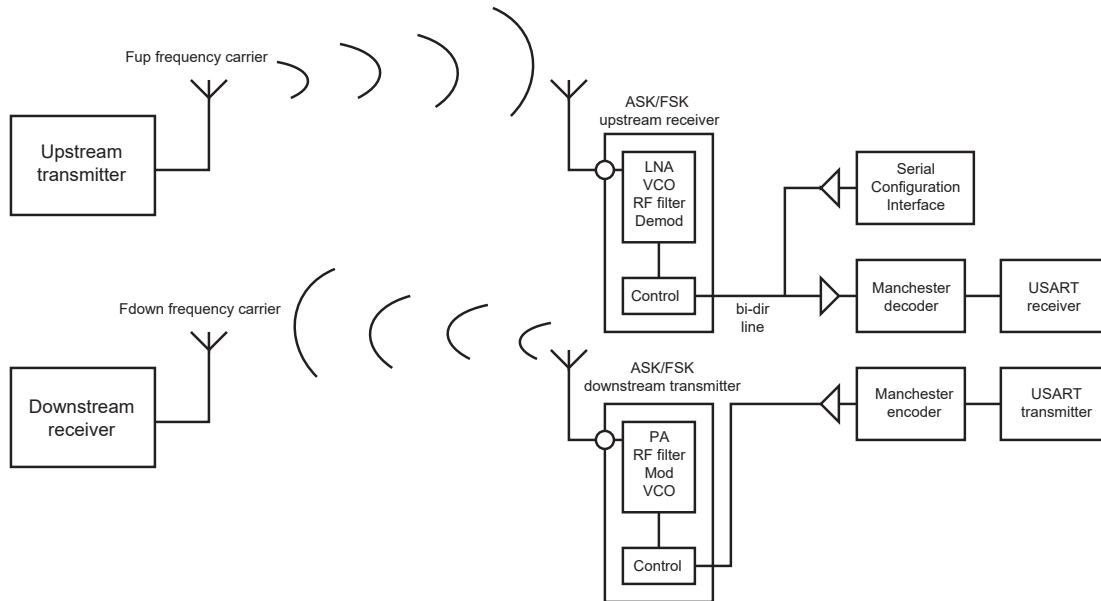 Fup frequency carrier
Upstream
transmitter
ASK/FSK
upstream receiver
LNA
VCO
RF filter
Demod
Control
bi-dir
line
Serial
Configuration
Interface
Manchester
decoder
USART
receiver
Fdown frequency carrier
Downstream
receiver
ASK/FSK
downstream transmitter
PA
RF filter
Mod
VCO
Control
Manchester
encoder
USART
transmitter